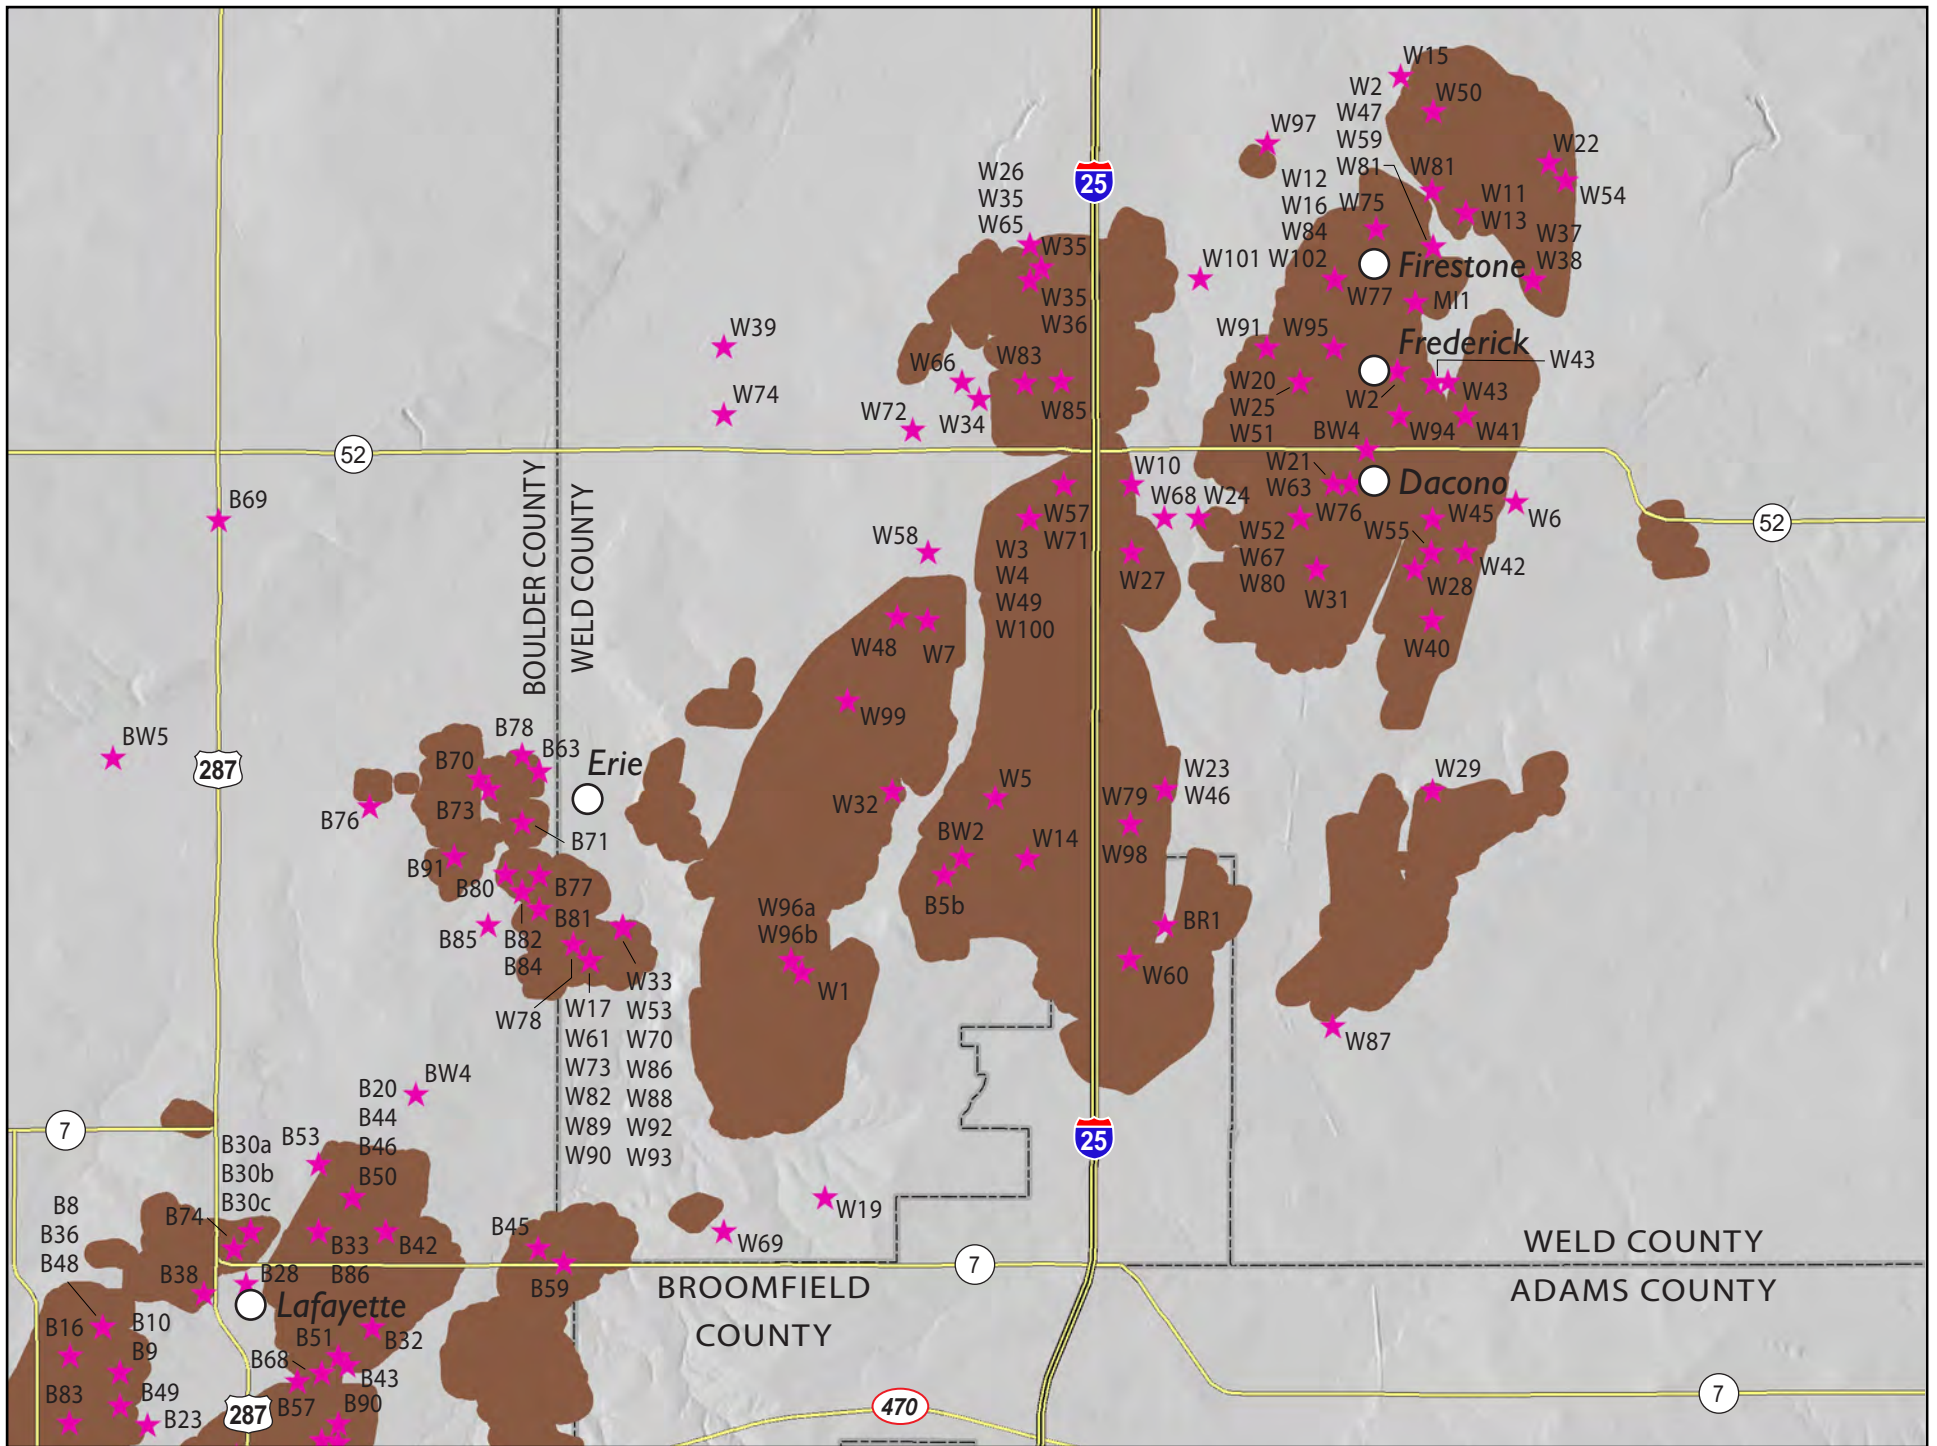 W15
W2
W47
W59
W81
W50
W97
W22
W54
W81
W11
W13
W12
W16
W84
W102
W75
W26
W35
W65
25
W35
W35
W36
W101
W37
W38
Firestone
W77
MI1
W39
W91
W95
Frederick
W43
W66
W83
W74
W72
W34
W85
W20
W25
W51
W2
W43
BW4
W94
W41
52
BOULDER COUNTY
WELD COUNTY
B69
W10
W21
W63
Dacono
W68
W24
W57
W71
W76
W45
W6
52
W58
W3
W4
W49
W100
W27
W52
W67
W80
W55
W42
W28
W31
W48
W7
W40
W99
BW5
287
B78
B63
Erie
B70
B73
B76
B71
W32
W5
W79
W98
W23
W46
W29
BW2
W14
B91
B80
B77
B5b
B81
B85
B82
B84
W96a
W96b
BR1
W1
W60
W33
W53
W70
W86
W88
W92
W93
W78
W17
W61
W73
W82
W89
W90
W87
BW4
B20
B44
B46
B50
7
B53
25
B30a
B30b
B30c
B8
B36
B48
B74
B33
B86
B42
B45
W19
W69
WELD COUNTY
B38
B28
B59
7
BROOMFIELD
COUNTY
ADAMS COUNTY
Lafayette
B16
B10
B9
B51
B32
B68
B43
B83
B49
B23
287
B57
B90
470
7